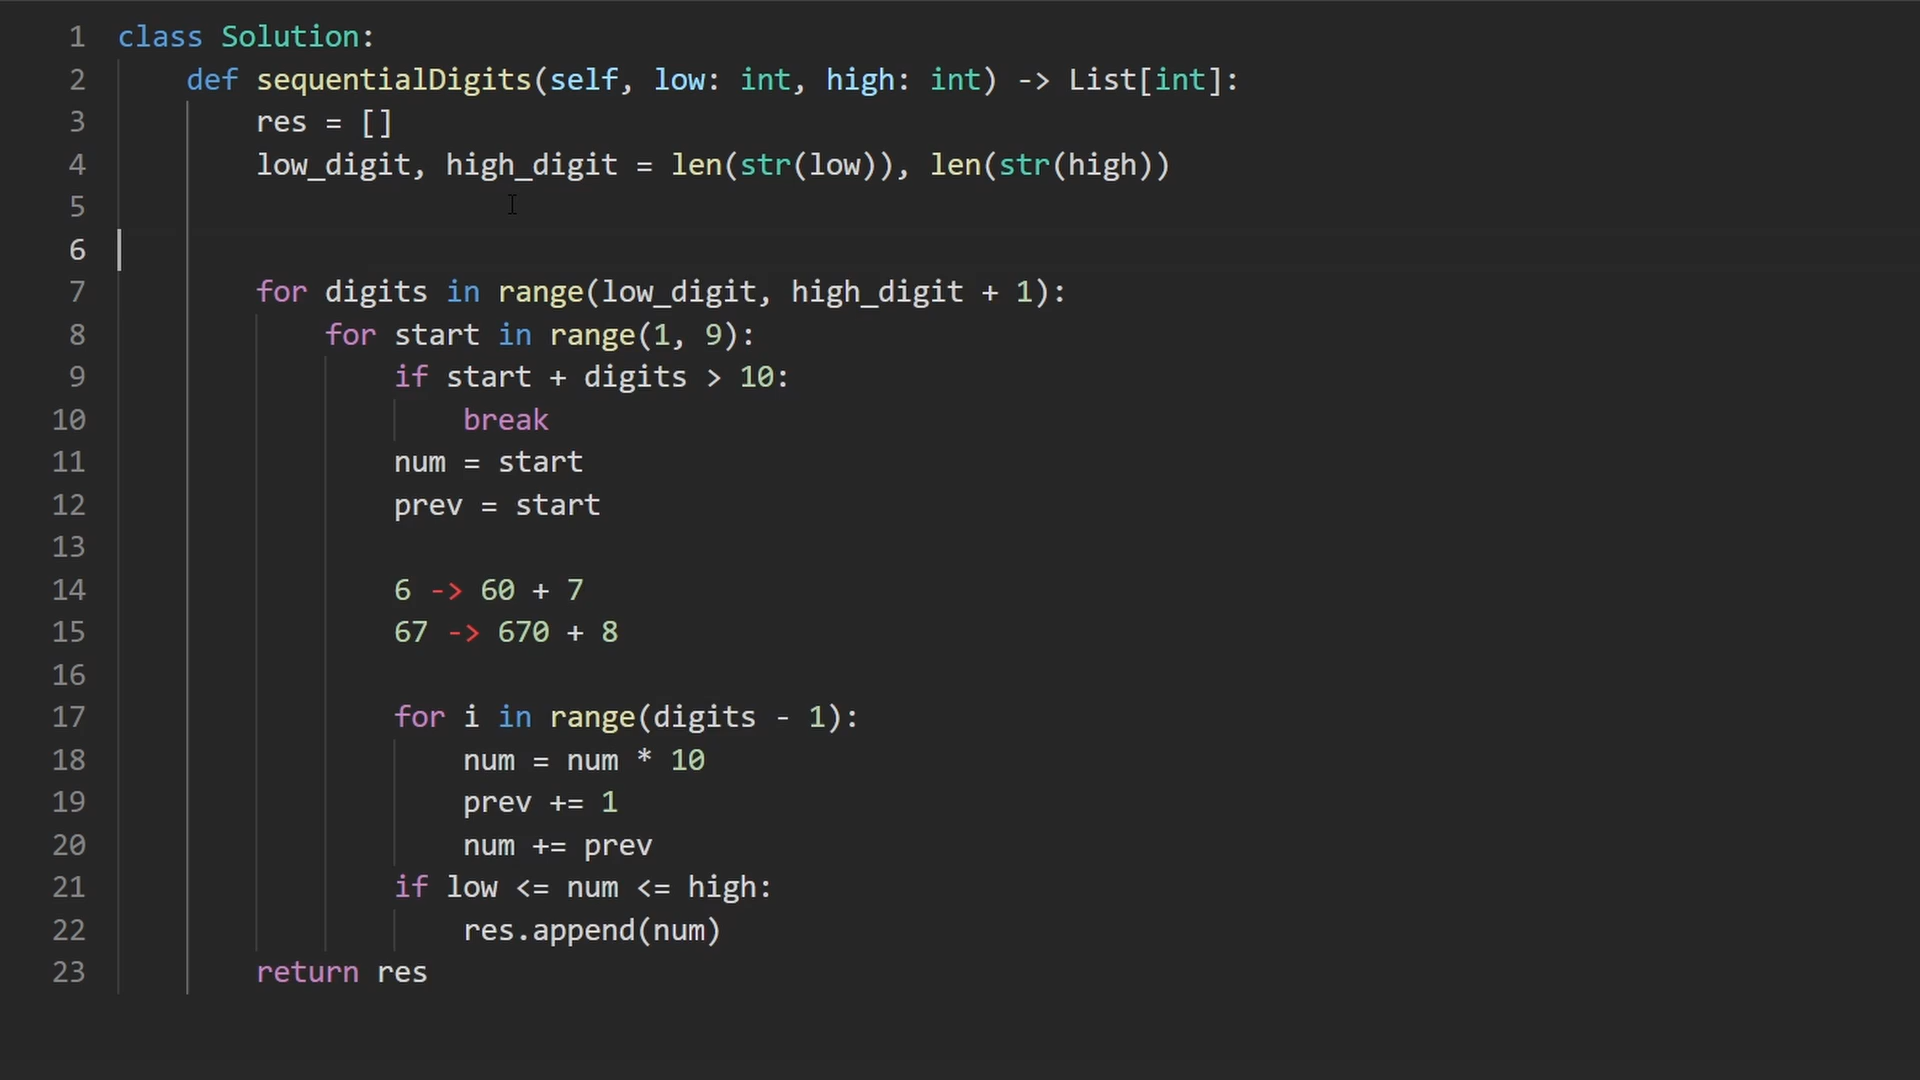 1 class Solution:
2 def sequentialDigits(self, low: int, high: int) -> List[int]:
3 res = []
4 low_digit, high_digit = len(str(low)), len(str(high))
5
6
7 for digits in range(low_digit, high_digit + 1):
8 for start in range(1, 9):
9 if start + digits > 10:
10 break
11 num = start
12 prev = start
13
14 6 -> 60 + 7
15 67 -> 670 + 8
16
17 for i in range(digits - 1):
18 num = num * 10
19 prev += 1
20 num += prev
21 if low <= num <= high:
22 res.append(num)
23 return res